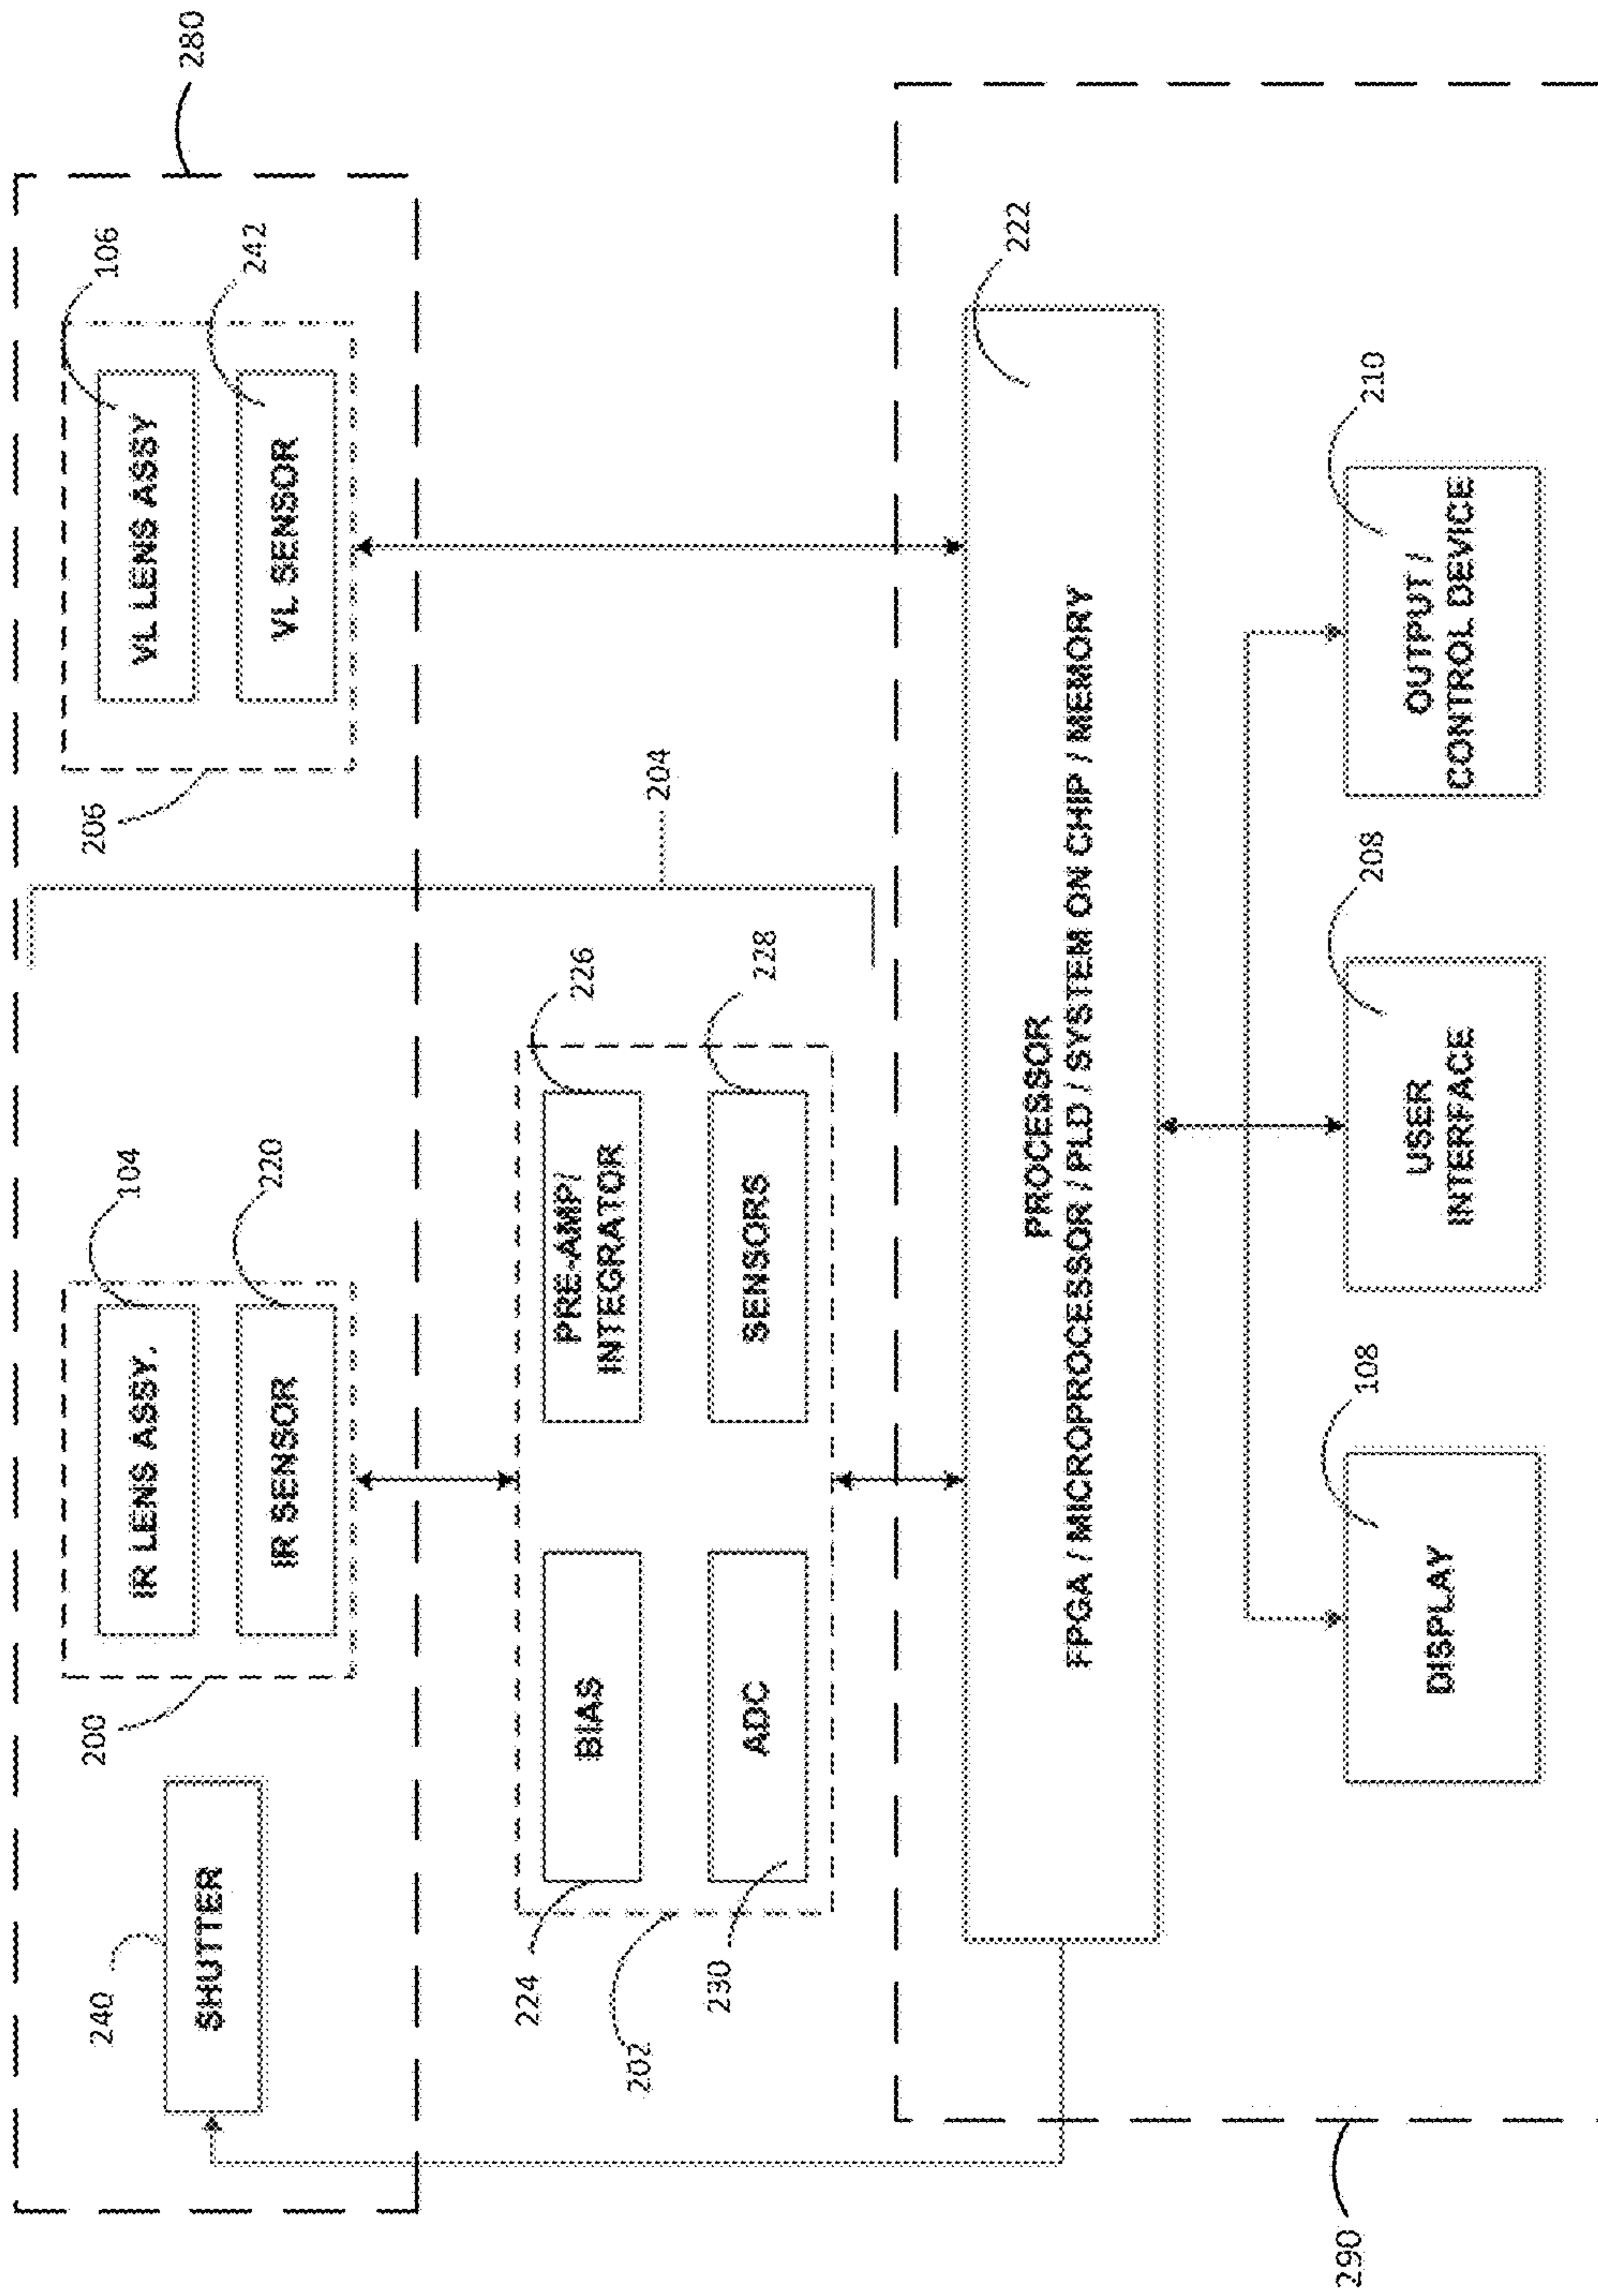 280
240
SHUTTER
200
IR LENS ASSY.
104
IR SENSOR
220
206
VL LENS ASSY
106
VL SENSOR
242
204
202
224
BIAS
PRE-AMP/
INTEGRATOR
226
230
ADC
SENSORS
228
222
PROCESSOR
FPGA / MICROPROCESSOR / PLD / SYSTEM ON CHIP / MEMORY
290
DISPLAY
108
USER
INTERFACE
208
OUTPUT /
CONTROL DEVICE
210